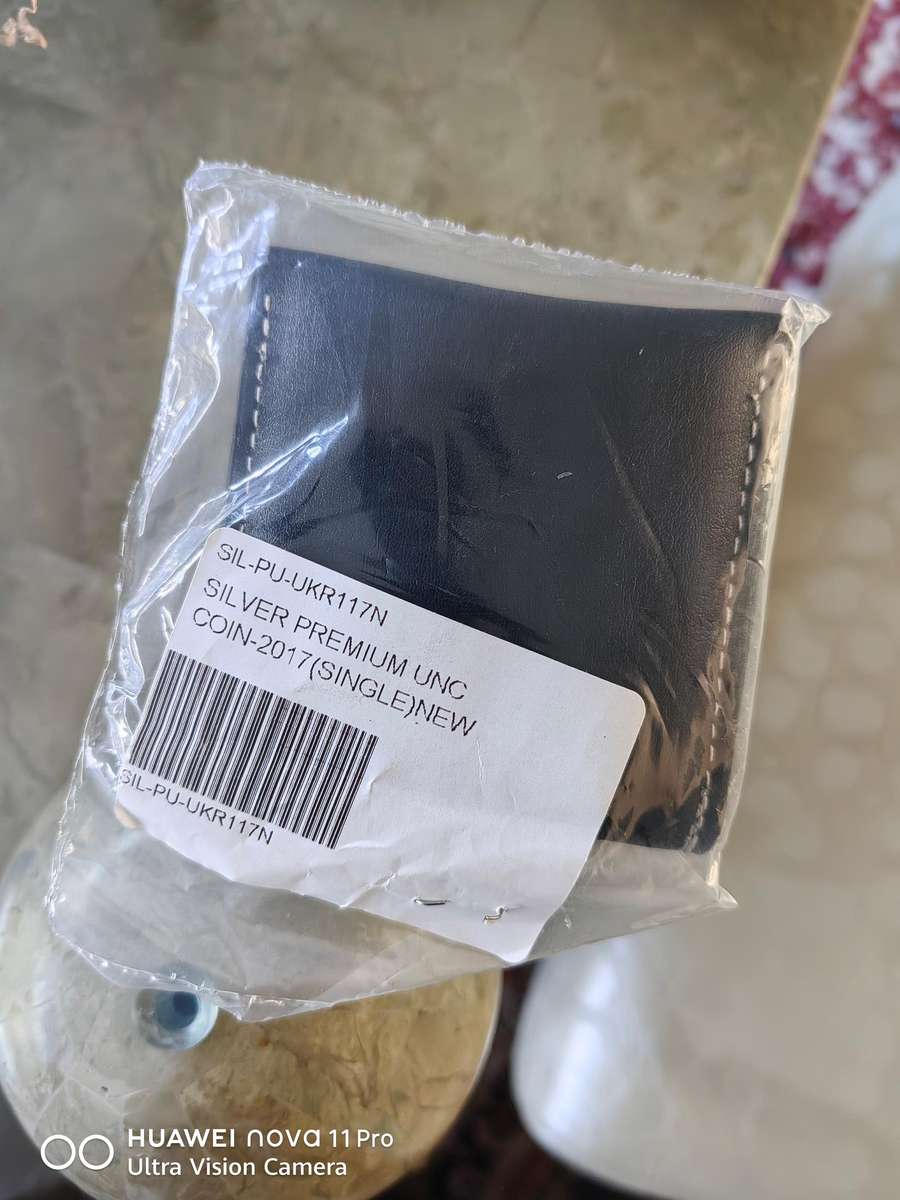 SIL-PU-UKR117N
SILVER PREMIUM UNC
COIN-2017(SINGLE)NEW
SIL-PU-UKR117N
HUAWEI nova 11 Pro
Ultra Vision Camera